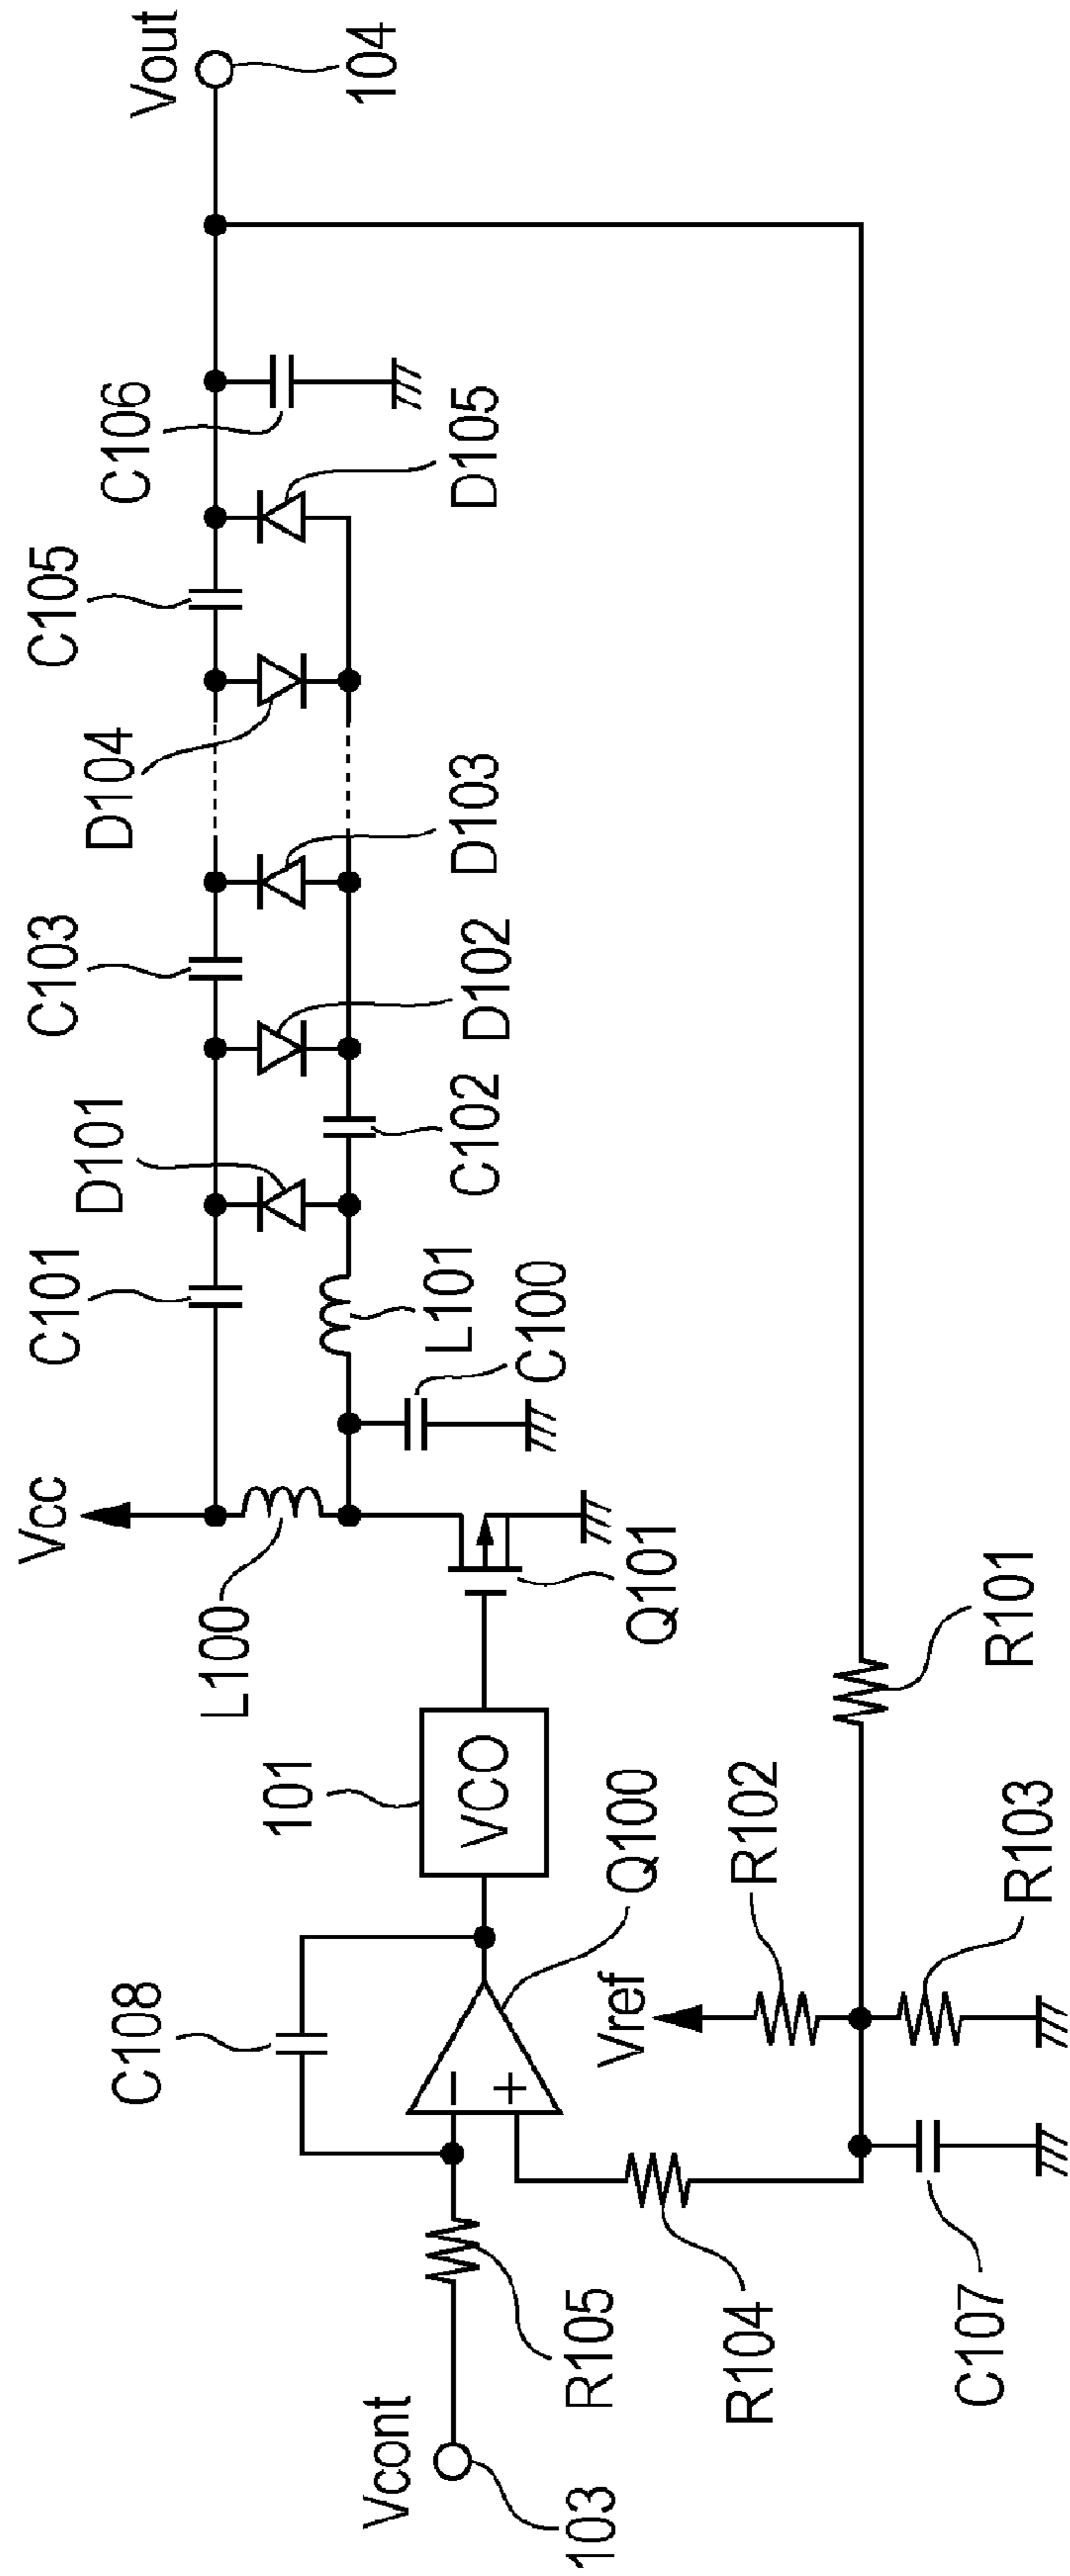 Vout
104
C106
D105
C105
D104
D103
C103
D102
D101
C102
C101
L101
C100
Vcc
L100
Q101
R101
101
VCO
Q100
R102
R103
C108
Vref
−
+
R105
R104
C107
Vcont
103